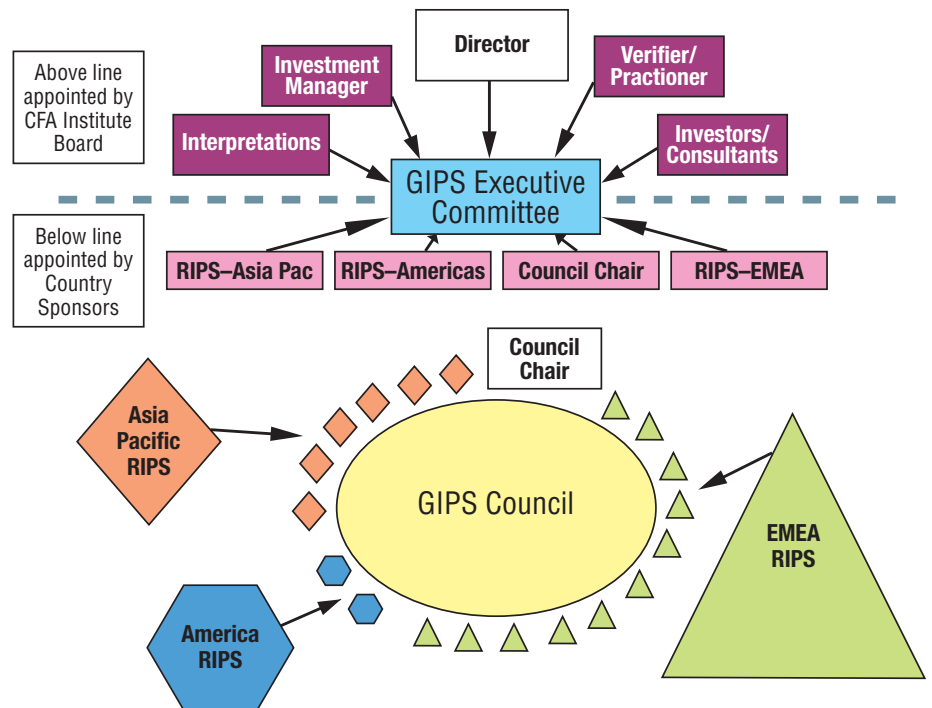 Director
Verifier/
Practioner
Investment
Manager
Above line
appointed by
CFA Institute
Board
Interpretations
Investors/
Consultants
GIPS Executive
Committee
Below line
appointed by
Country
Sponsors
RIPS–Asia Pac
RIPS–Americas
Council Chair
RIPS–EMEA
Council
Chair
Asia
Pacific
RIPS
GIPS Council
EMEA
RIPS
America
RIPS